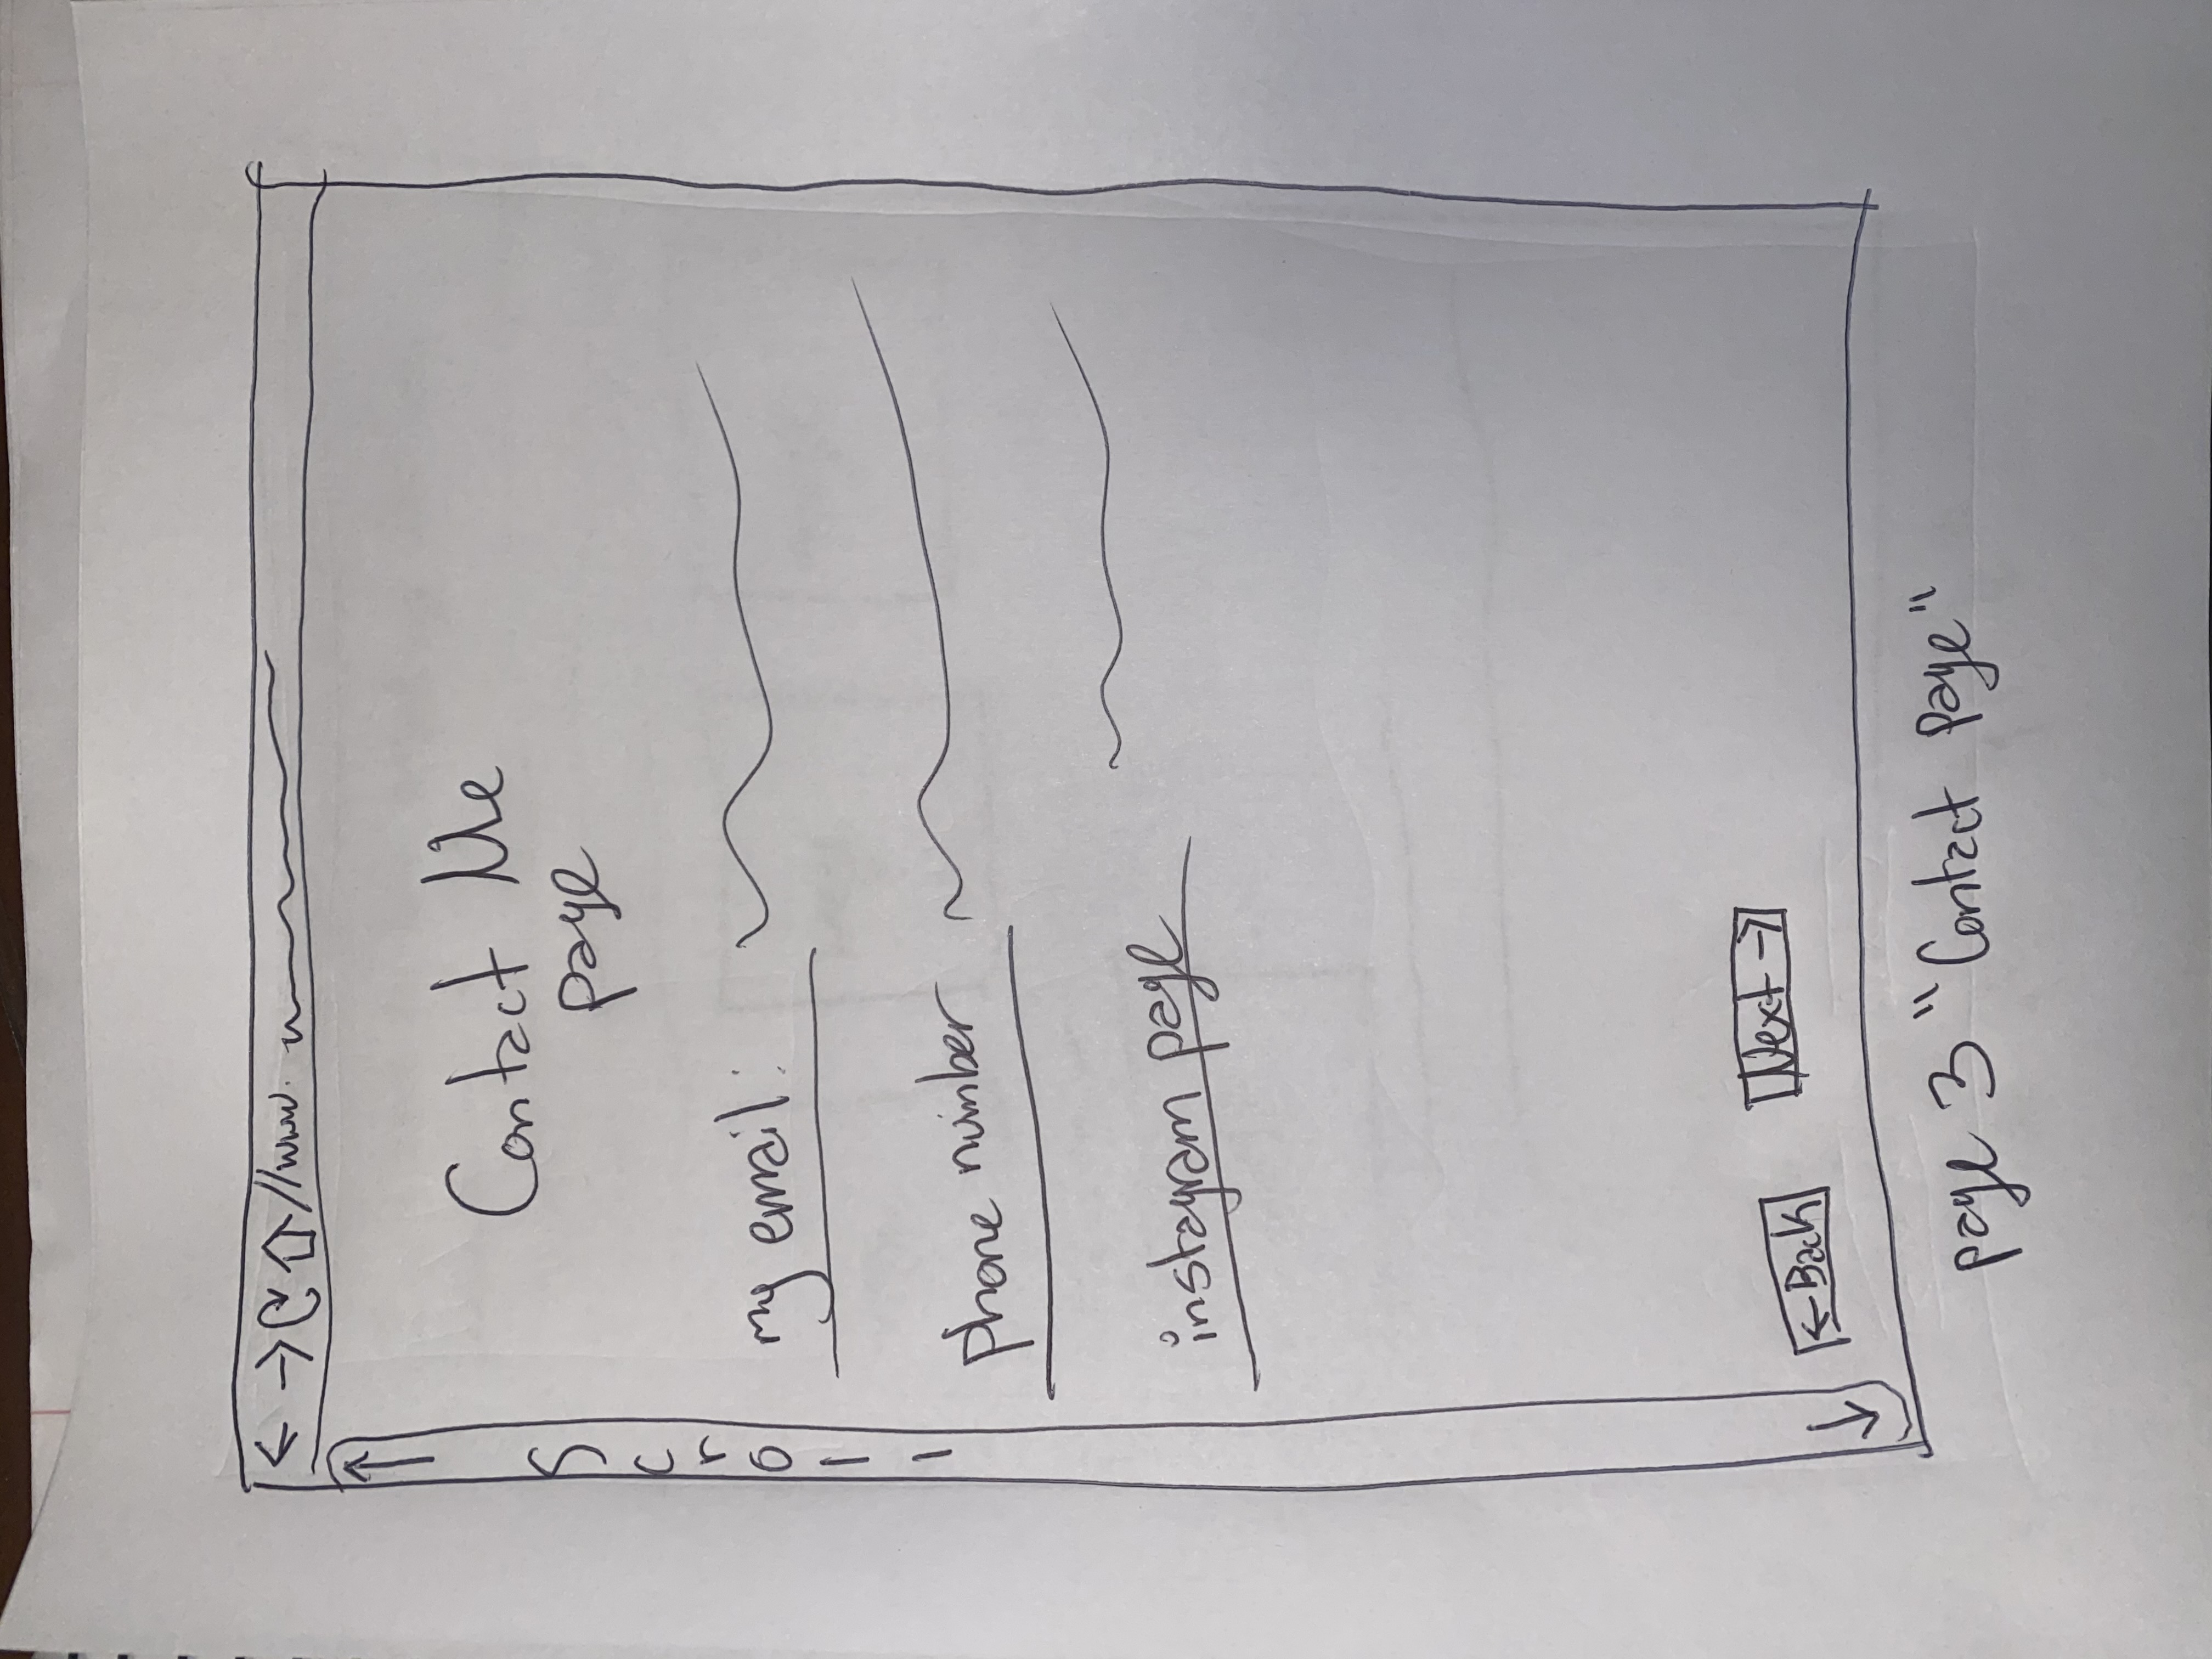 ← → //www.
Scroll
Contact Me
page
my email:
phone number
instagram page
← Back
Next →
page 3 "Contact page"